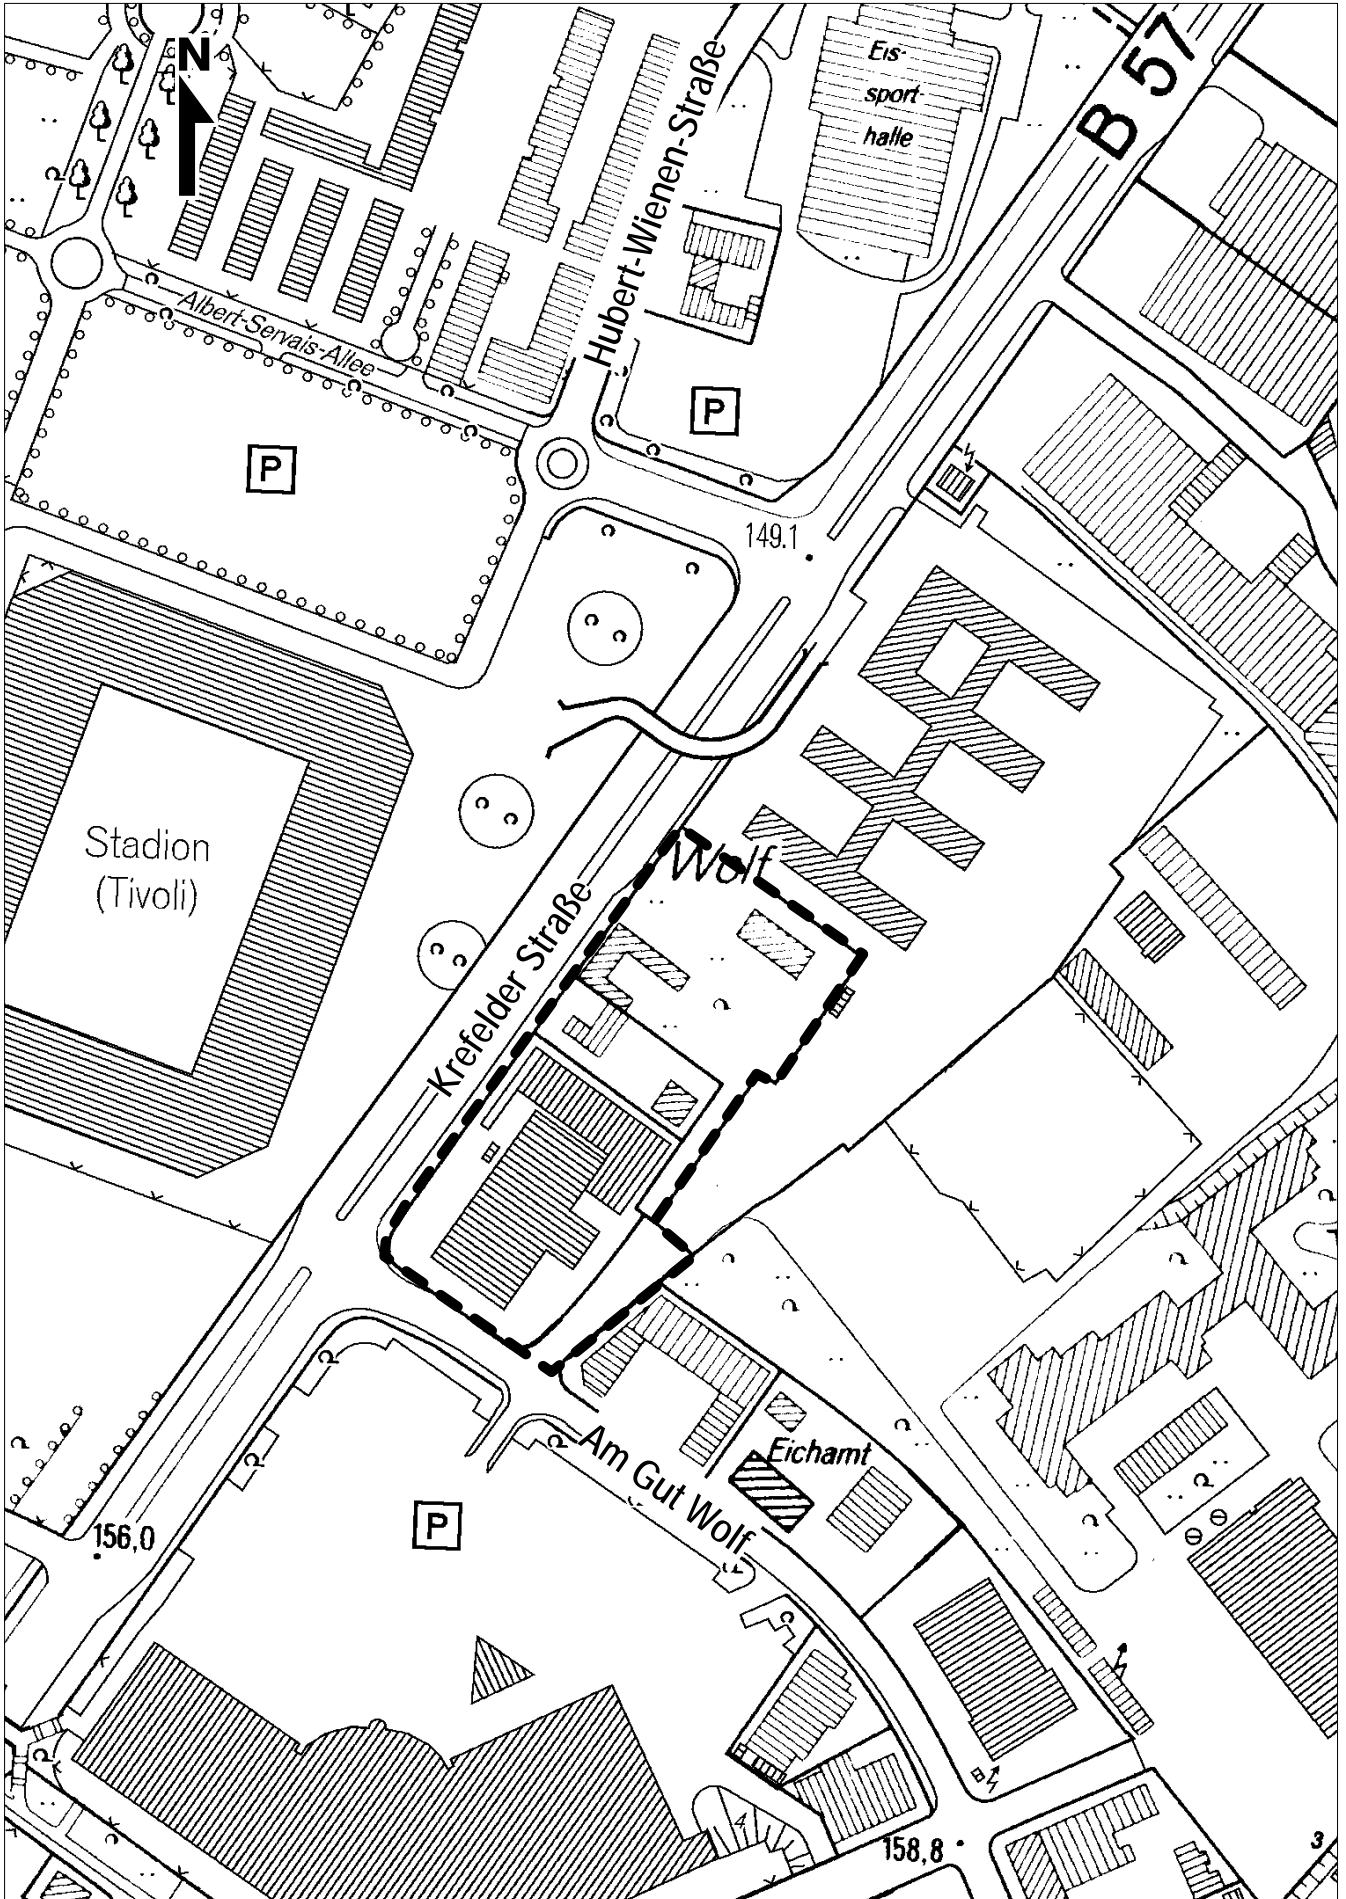 N
Hubert-Wienen-Straße
Eis-
sport-
halle
B 57
Albert-Servais-Allee
P
P
149.1
Stadion
(Tivoli)
Wolf
Krefelder Straße
Am Gut Wolf
Eichamt
P
156,0
4
158,8
3